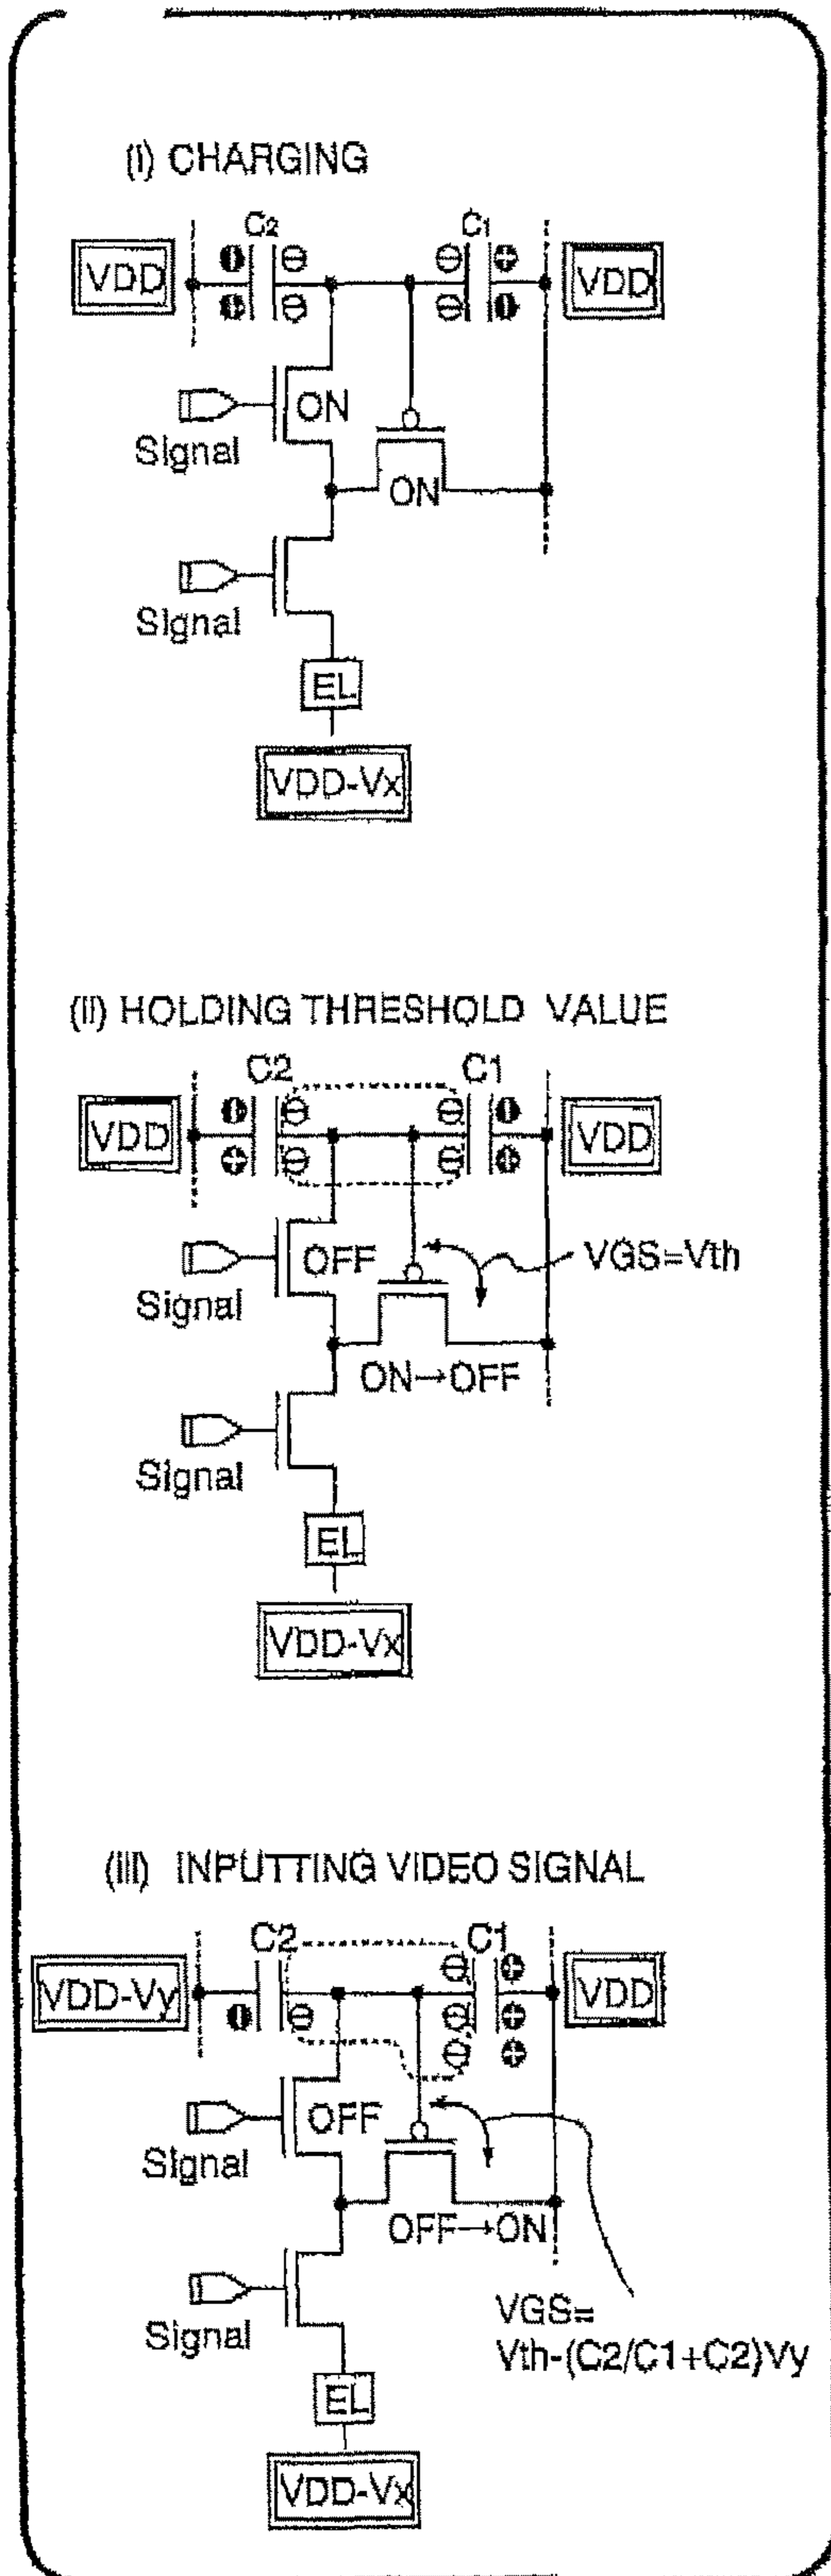 (i) CHARGING
C2
C1
VDD
VDD
ON
Signal
ON
Signal
EL
VDD-Vx
(ii) HOLDING THRESHOLD VALUE
C2
C1
VDD
VDD
OFF
VGS=Vth
Signal
ON→OFF
Signal
EL
VDD-Vx
(iii) INPUTTING VIDEO SIGNAL
C2
C1
VDD-Vy
VDD
OFF
Signal
OFF→ON
Signal
VGS=
Vth-(C2/C1+C2)Vy
EL
VDD-Vx